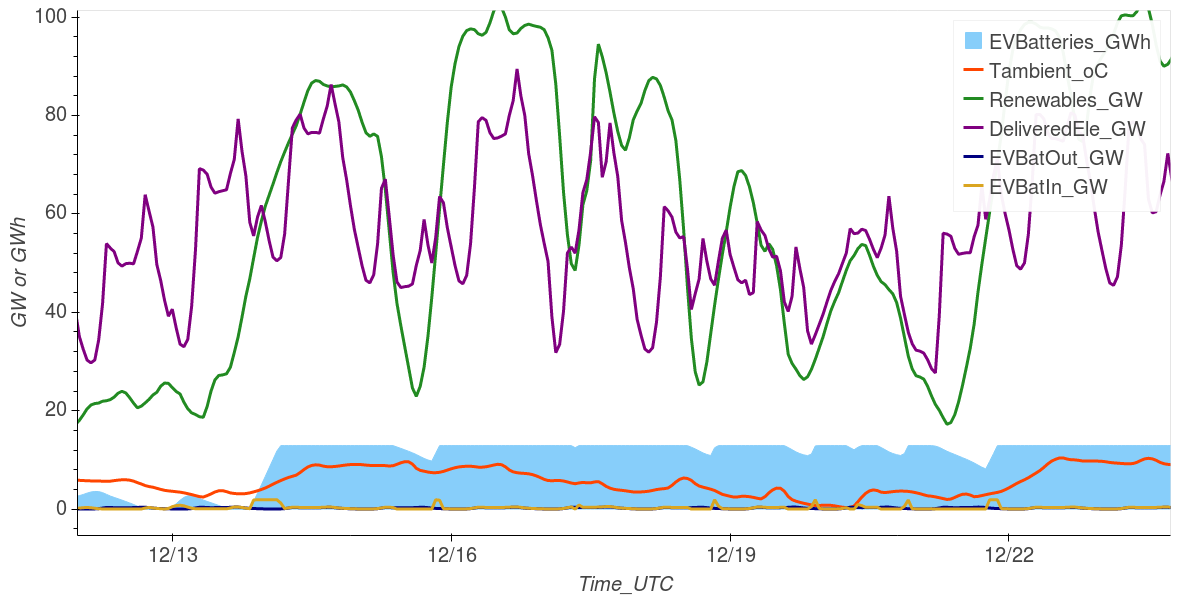 100
80
60
40
20
0
GW or GWh
EVBatteries_GWh
Tambient_oC
Renewables_GW
DeliveredEle_GW
EVBatOut_GW
EVBatIn_GW
12/13
12/16
12/19
12/22
Time_UTC